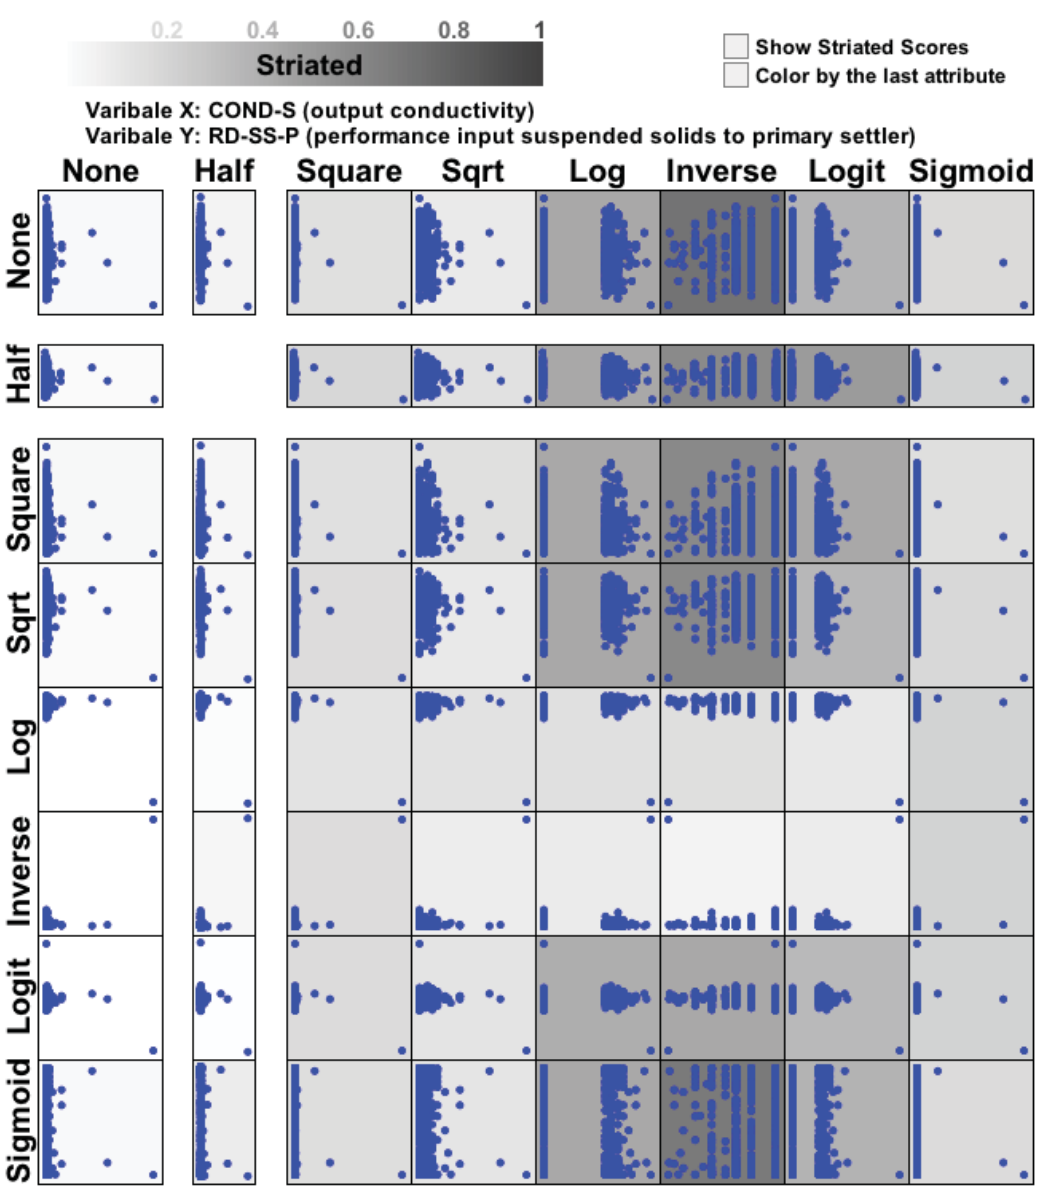 0.2 0.4 0.6 0.8 1
Striated
Show Striated Scores
Color by the last attribute
Varibale X: COND-S (output conductivity)
Varibale Y: RD-SS-P (performance input suspended solids to primary settler)
None Half Square Sqrt Log Inverse Logit Sigmoid
None
Half
Square
Sqrt
Log
Inverse
Logit
Sigmoid